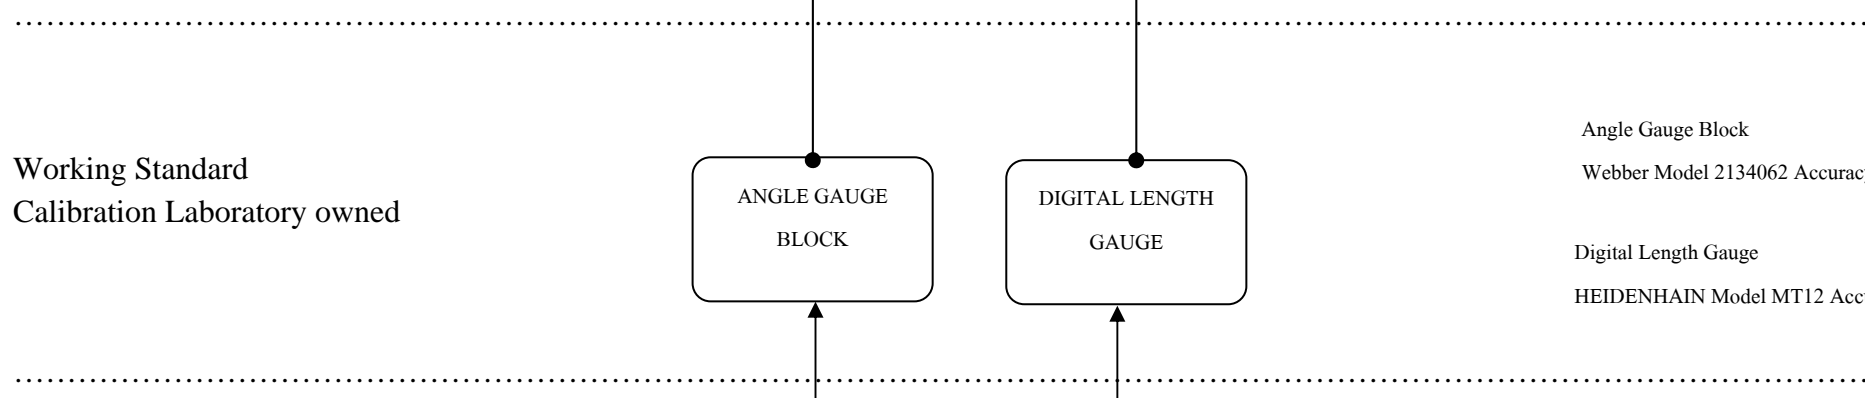 Working Standard
Calibration Laboratory owned
ANGLE GAUGE
BLOCK
DIGITAL LENGTH
GAUGE
Angle Gauge Block
Webber Model 2134062 Accuracy
Digital Length Gauge
HEIDENHAIN Model MT12